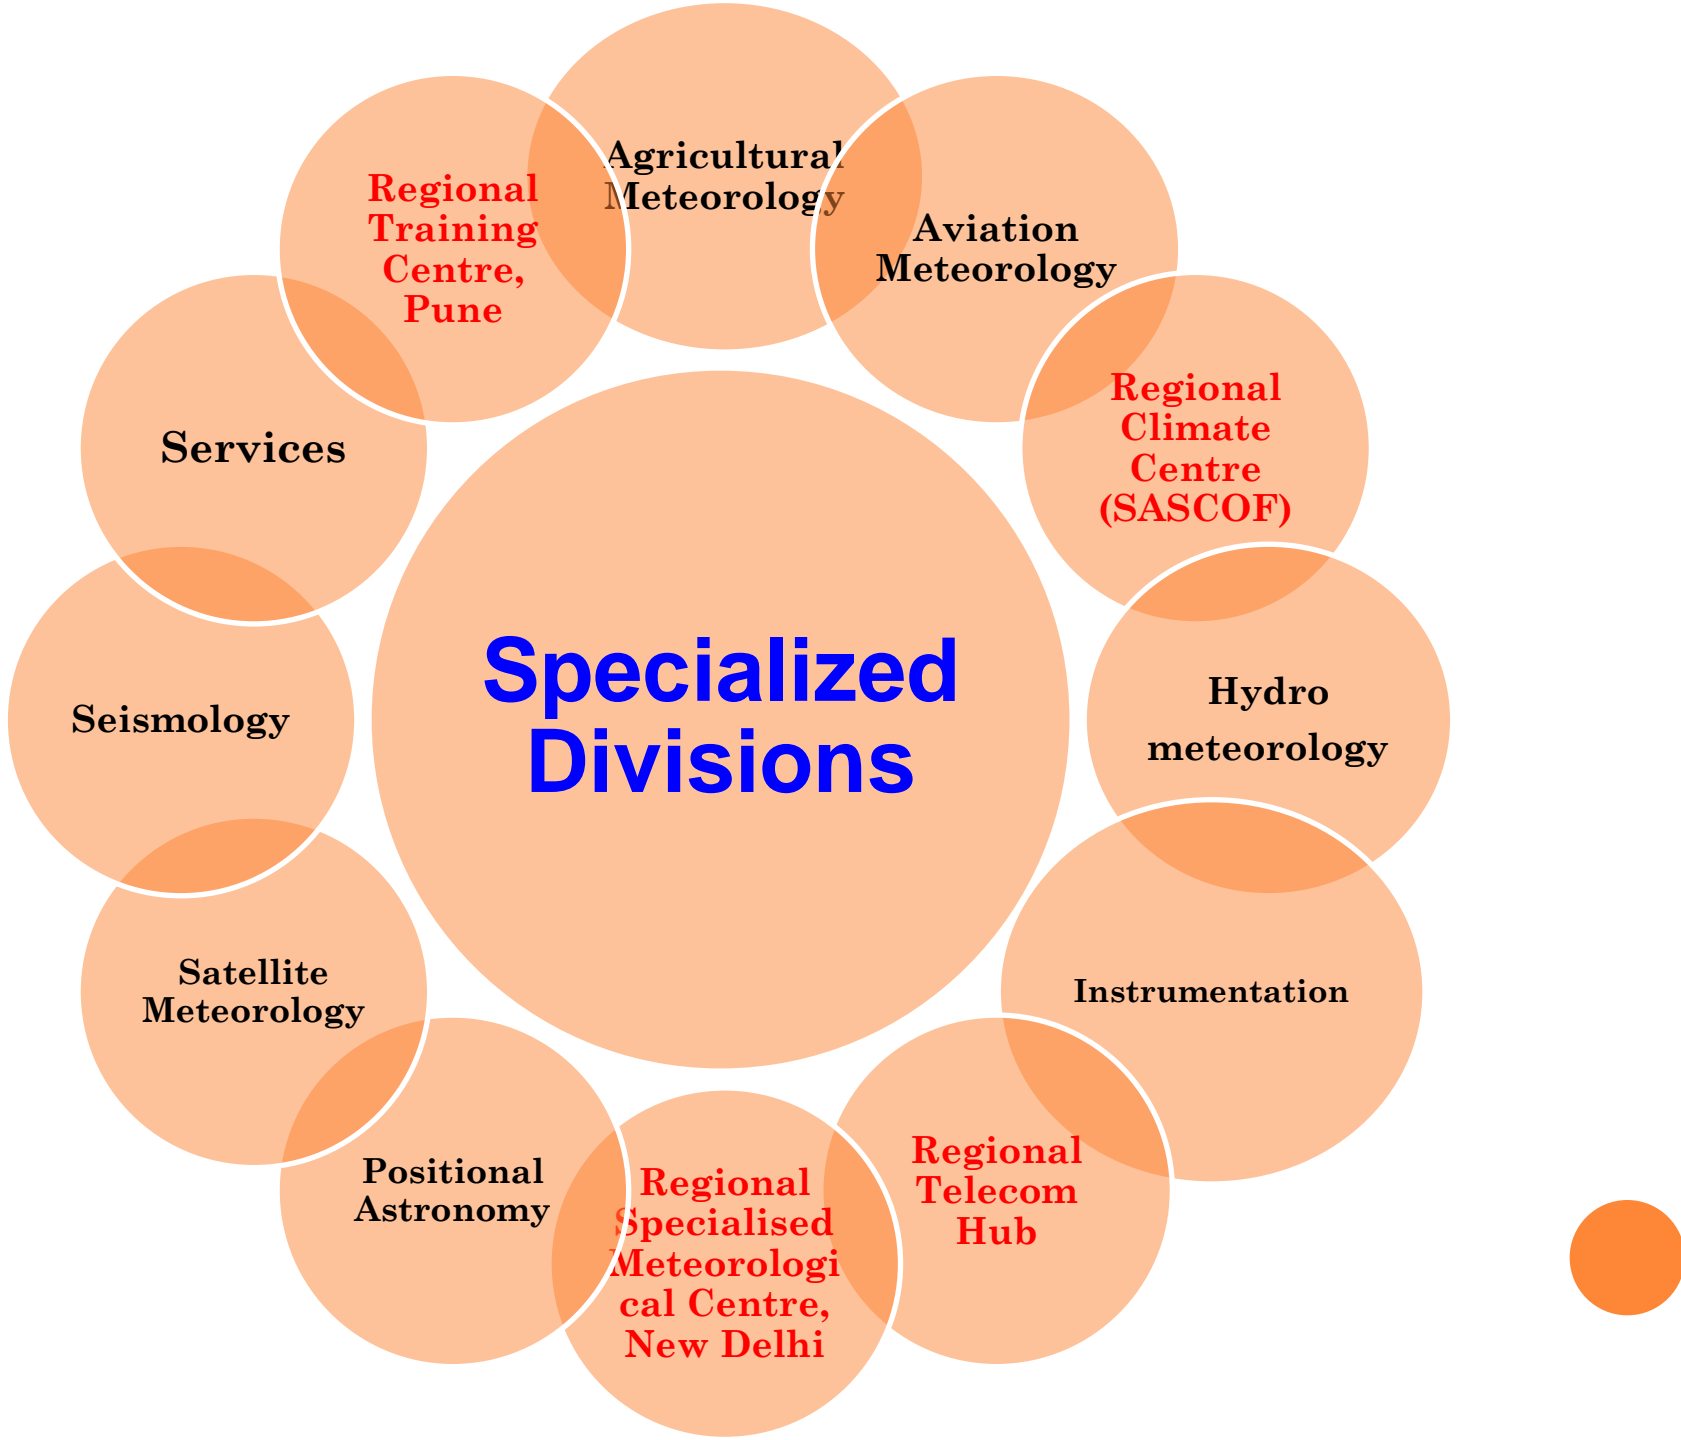 Agricultural
Meteorology
Aviation
Meteorology
Regional
Climate
Centre
(SASCOF)
Hydro
meteorology
Instrumentation
Regional
Telecom
Hub
Regional
Specialised
Meteorologi
cal Centre,
New Delhi
Positional
Astronomy
Satellite
Meteorology
Seismology
Services
Regional
Training
Centre,
Pune
Specialized
Divisions